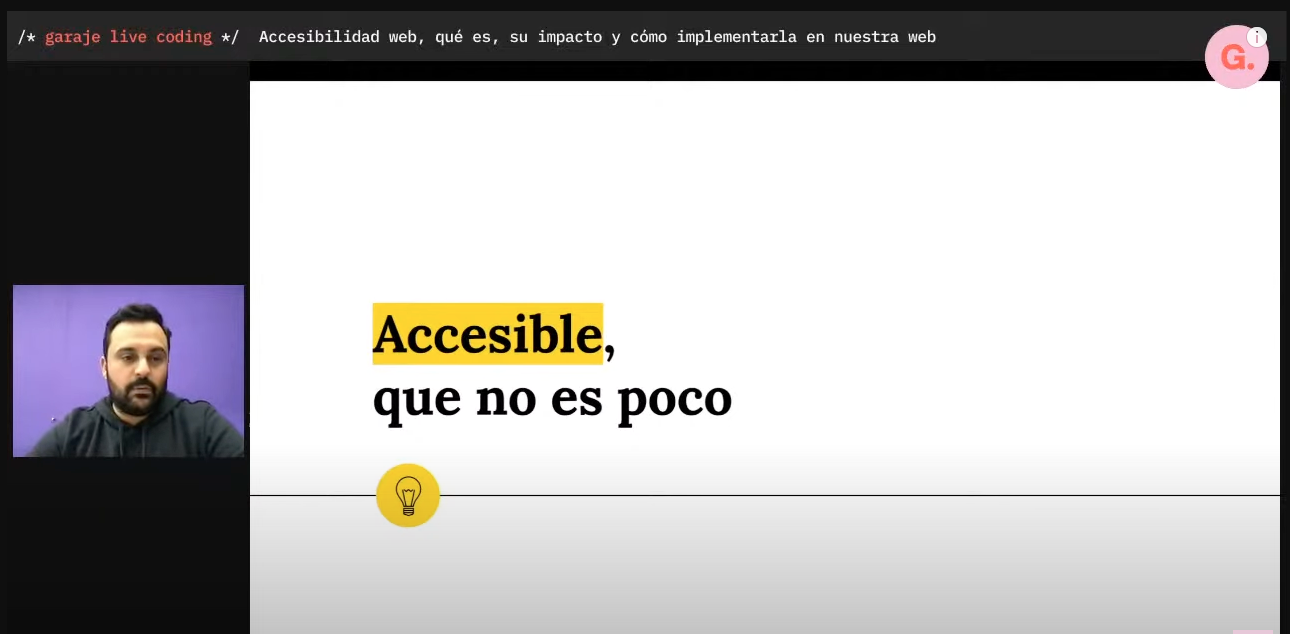 /* garaje live coding */ Accesibilidad web, qué es, su impacto y cómo implementarla en nuestra web
G.
i
Accesible,
que no es poco